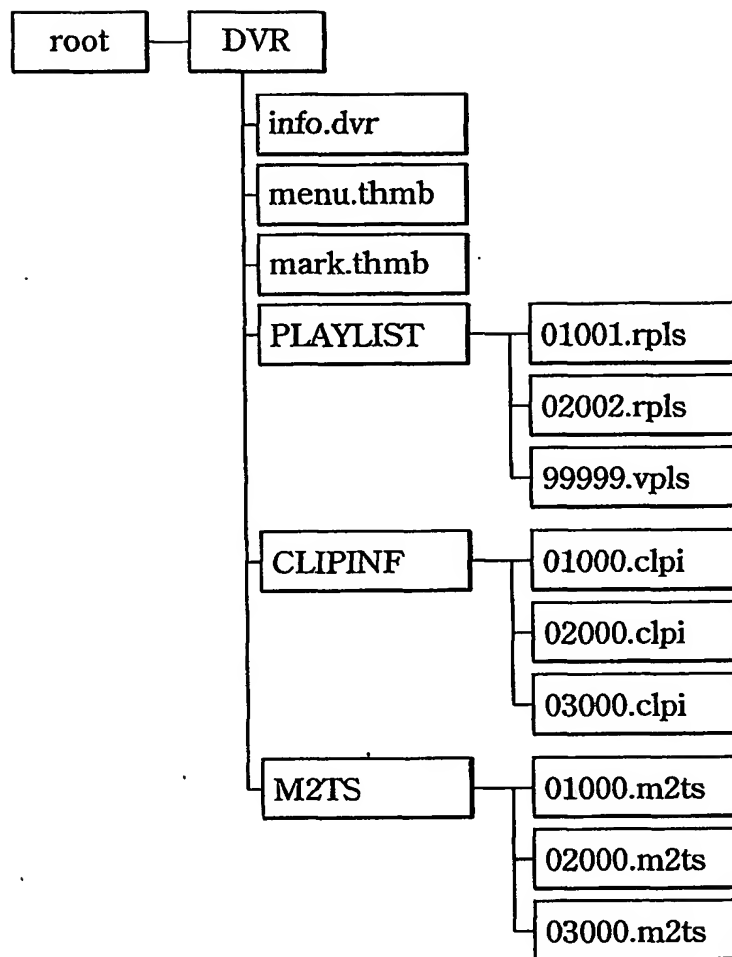 root
DVR
info.dvr
menu.thmb
mark.thmb
PLAYLIST
01001.rpls
02002.rpls
99999.vpls
CLIPINF
01000.clpi
02000.clpi
03000.clpi
M2TS
01000.m2ts
02000.m2ts
03000.m2ts